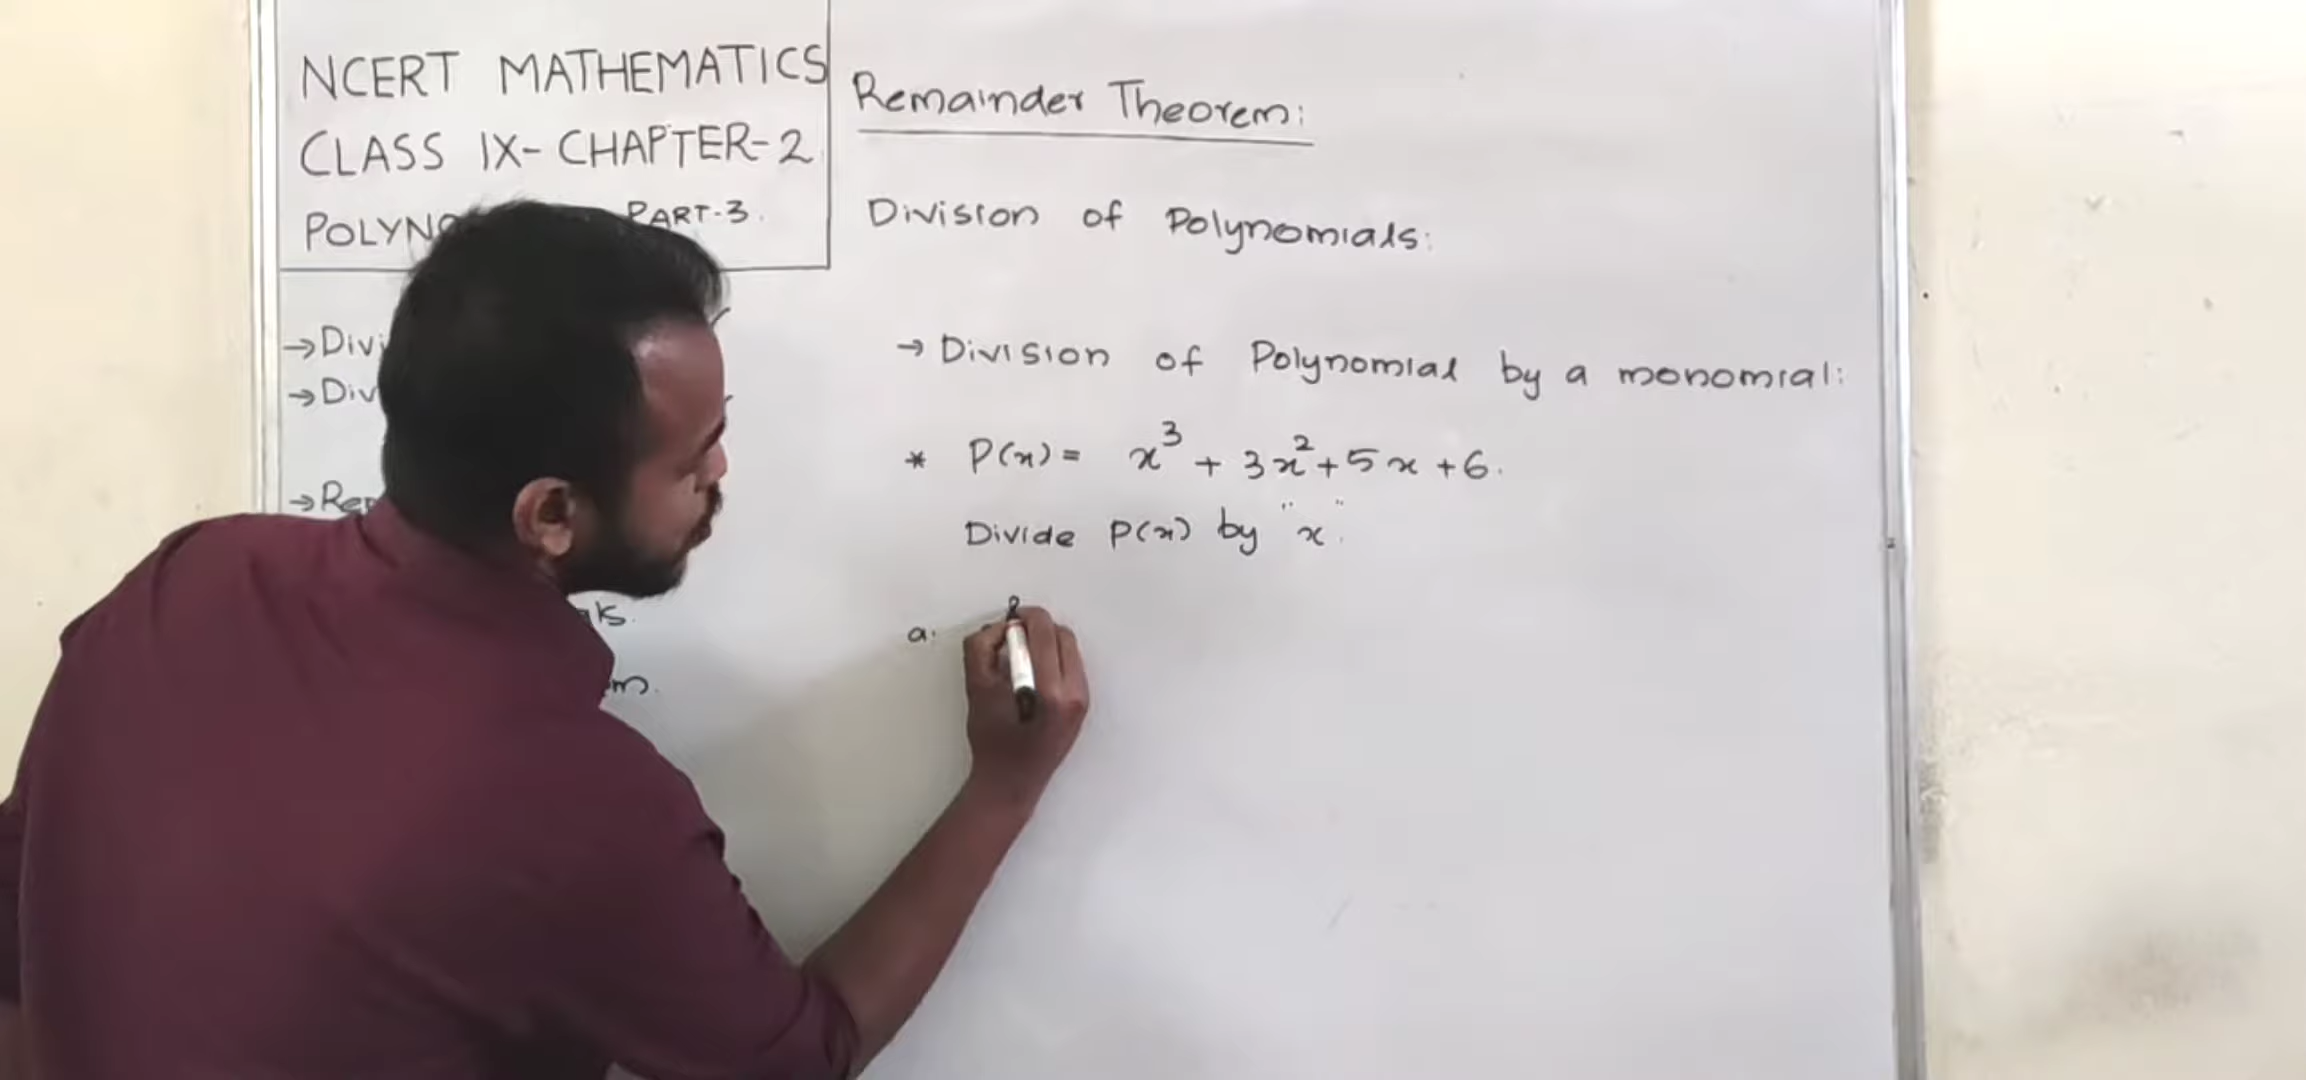 NCERT MATHEMATICS
CLASS IX- CHAPTER-2
PART-3.
Remainder Theorem:
Division of Polynomials:
→ Division of Polynomial by a monomial:
* P(x) = x³ + 3x² + 5x + 6.
Divide P(x) by "x".
a: